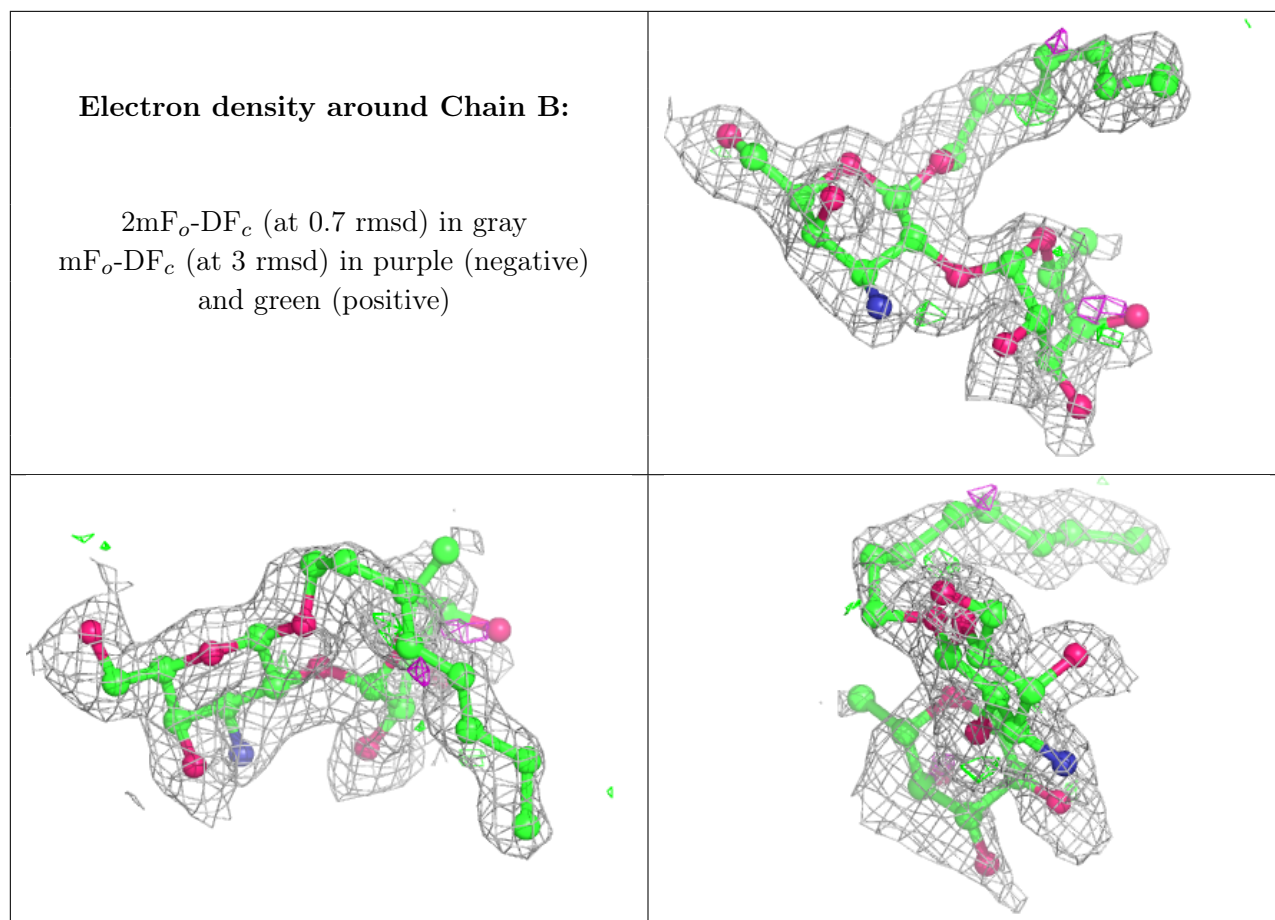 Electron density around Chain B:
2mFₒ-DF𝒸 (at 0.7 rmsd) in gray
mFₒ-DF𝒸 (at 3 rmsd) in purple (negative)
and green (positive)